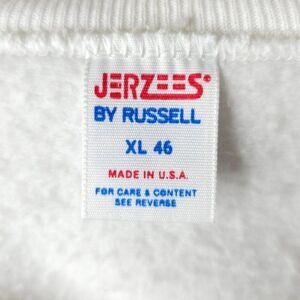 JERZEES®
BY RUSSELL
XL 46
MADE IN U.S.A.
FOR CARE & CONTENT
SEE REVERSE